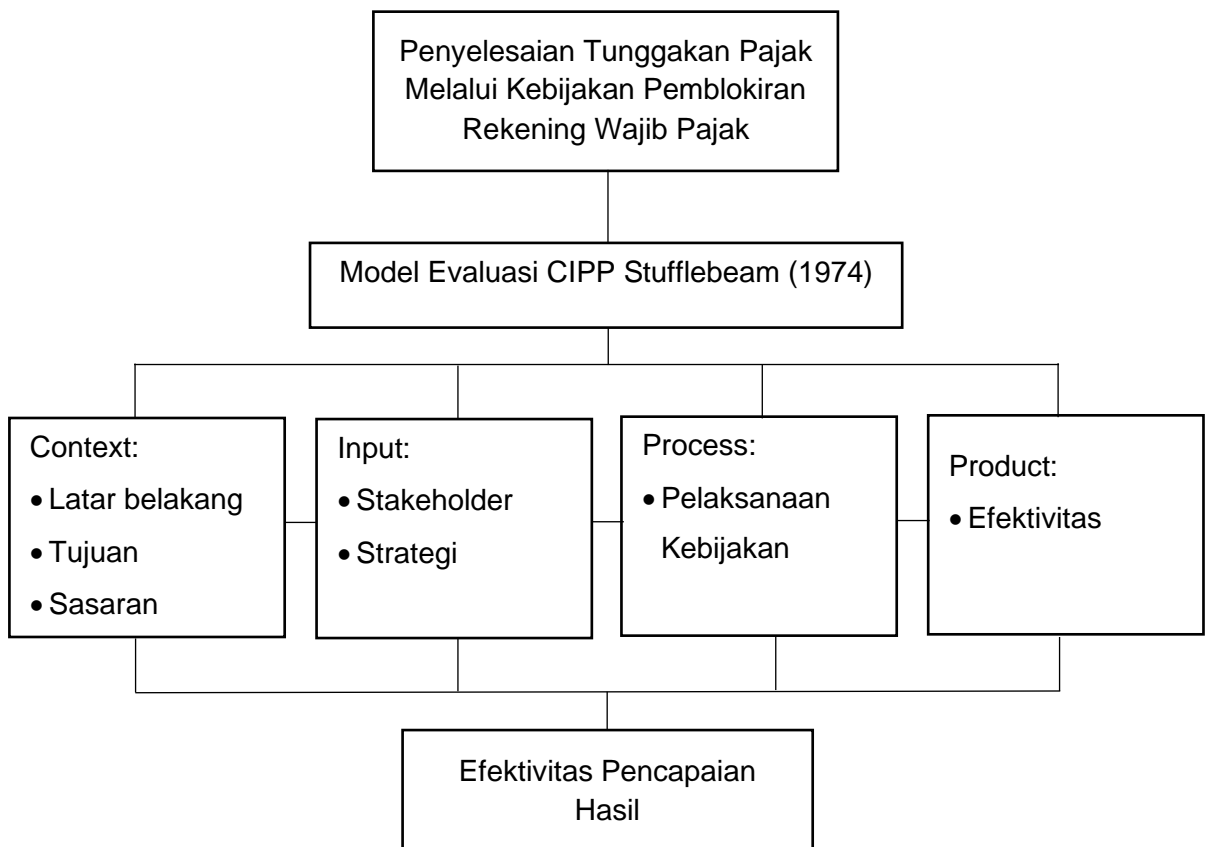 Penyelesaian Tunggakan Pajak
Melalui Kebijakan Pemblokiran
Rekening Wajib Pajak
Model Evaluasi CIPP Stufflebeam (1974)
Context:
• Latar belakang
• Tujuan
• Sasaran
Input:
• Stakeholder
• Strategi
Process:
• Pelaksanaan
Kebijakan
Product:
• Efektivitas
Efektivitas Pencapaian
Hasil